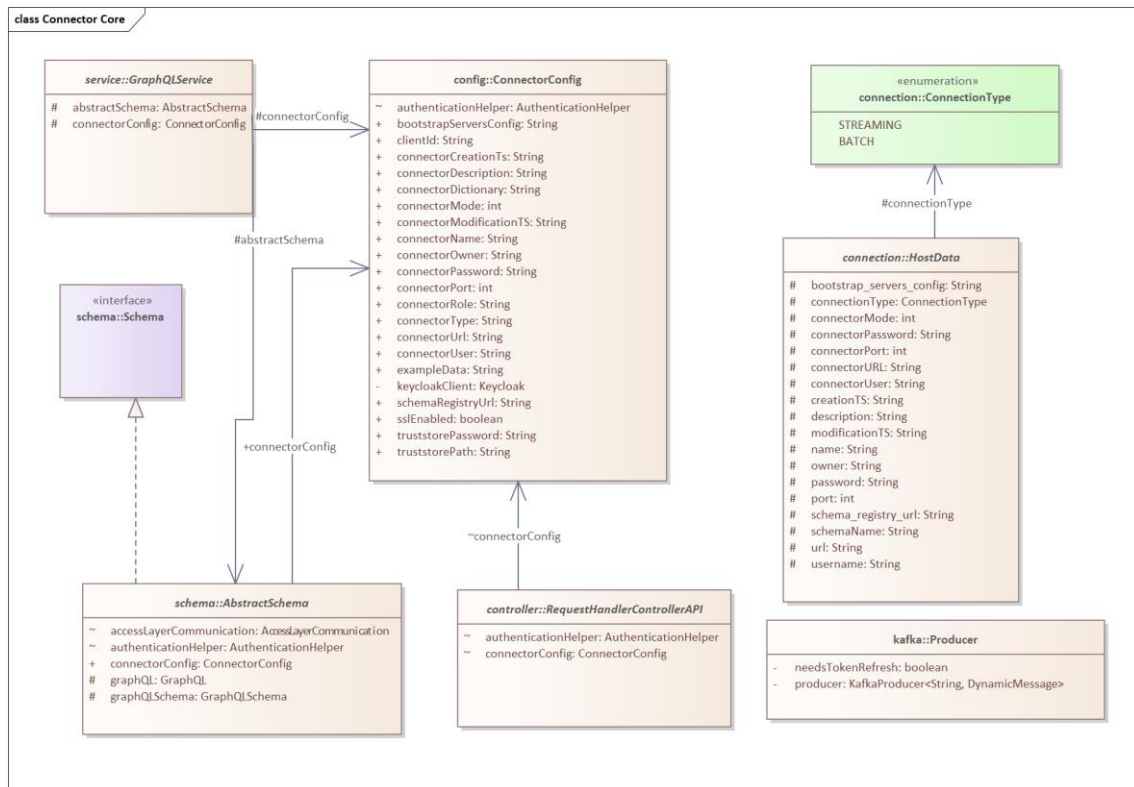 class Connector Core
service::GraphQLService
# abstractSchema: AbstractSchema
# connectorConfig: ConnectorConfig
#connectorConfig
#abstractSchema
config::ConnectorConfig
~ authenticationHelper: AuthenticationHelper
+ bootstrapServersConfig: String
+ clientId: String
+ connectorCreationTs: String
+ connectorDescription: String
+ connectorDictionary: String
+ connectorMode: int
+ connectorModificationTS: String
+ connectorName: String
+ connectorOwner: String
+ connectorPassword: String
+ connectorPort: int
+ connectorRole: String
+ connectorType: String
+ connectorUrl: String
+ connectorUser: String
+ exampleData: String
- keycloakClient: Keycloak
+ schemaRegistryUrl: String
+ sslEnabled: boolean
+ truststorePassword: String
+ truststorePath: String
«enumeration»
connection::ConnectionType
STREAMING
BATCH
#connectionType
connection::HostData
# bootstrap_servers_config: String
# connectionType: ConnectionType
# connectorMode: int
# connectorPassword: String
# connectorPort: int
# connectorURL: String
# connectorUser: String
# creationTS: String
# description: String
# modificationTS: String
# name: String
# owner: String
# password: String
# port: int
# schema_registry_url: String
# schemaName: String
# url: String
# username: String
«interface»
schema::Schema
+connectorConfig
~connectorConfig
schema::AbstractSchema
~ accessLayerCommunication: AccessLayerCommunication
~ authenticationHelper: AuthenticationHelper
+ connectorConfig: ConnectorConfig
# graphQL: GraphQL
# graphQLSchema: GraphQLSchema
controller::RequestHandlerControllerAPI
~ authenticationHelper: AuthenticationHelper
~ connectorConfig: ConnectorConfig
kafka::Producer
- needsTokenRefresh: boolean
- producer: KafkaProducer<String, DynamicMessage>